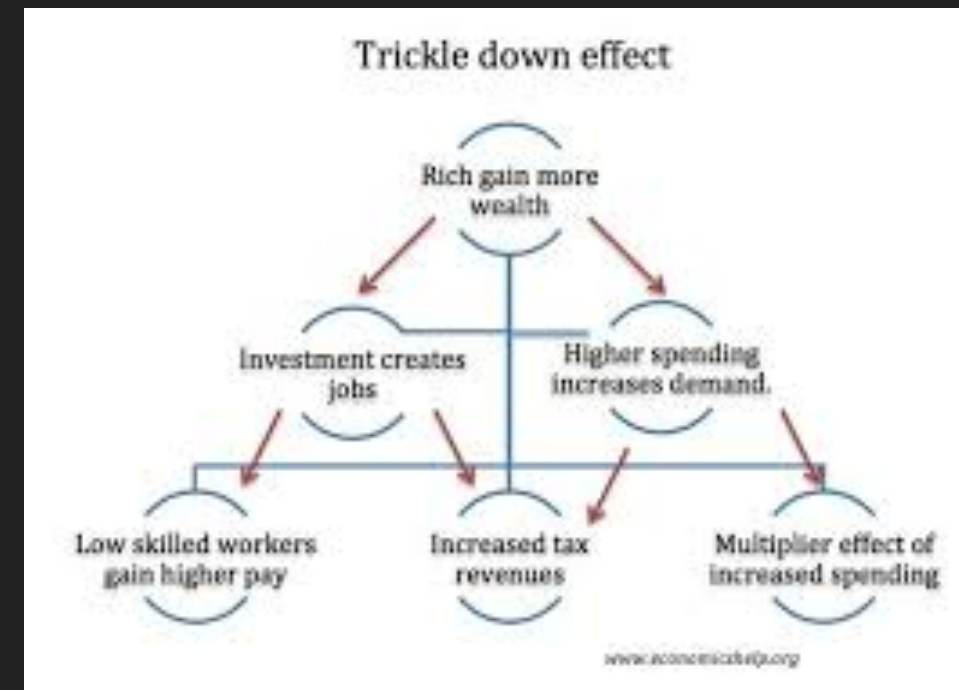 Trickle down effect
Rich gain more
wealth
Investment creates
jobs
Higher spending
increases demand.
Low skilled workers
gain higher pay
Increased tax
revenues
Multiplier effect of
increased spending
www.economicshelp.org